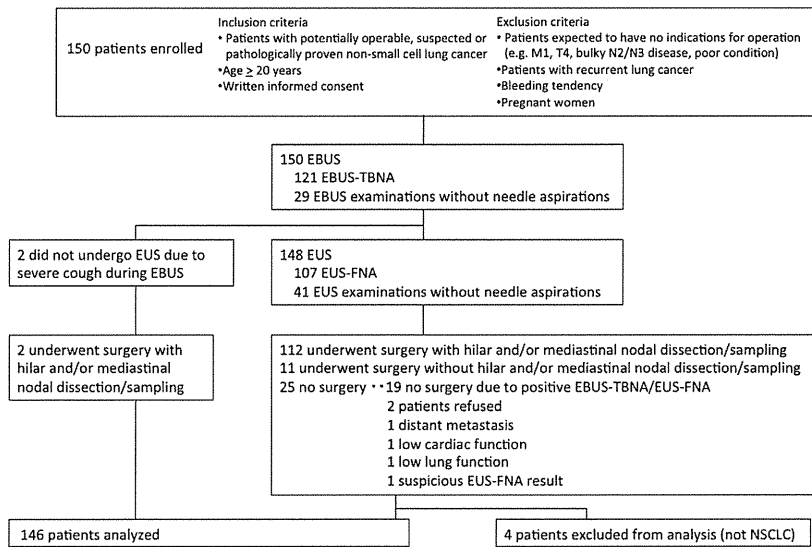 150 patients enrolled
Inclusion criteria
• Patients with potentially operable, suspected or
pathologically proven non-small cell lung cancer
•Age ≥ 20 years
•Written informed consent
Exclusion criteria
• Patients expected to have no indications for operation
(e.g. M1, T4, bulky N2/N3 disease, poor condition)
•Patients with recurrent lung cancer
•Bleeding tendency
•Pregnant women
150 EBUS
121 EBUS-TBNA
29 EBUS examinations without needle aspirations
2 did not undergo EUS due to
severe cough during EBUS
148 EUS
107 EUS-FNA
41 EUS examinations without needle aspirations
2 underwent surgery with
hilar and/or mediastinal
nodal dissection/sampling
112 underwent surgery with hilar and/or mediastinal nodal dissection/sampling
11 underwent surgery without hilar and/or mediastinal nodal dissection/sampling
25 no surgery ･･19 no surgery due to positive EBUS-TBNA/EUS-FNA
2 patients refused
1 distant metastasis
1 low cardiac function
1 low lung function
1 suspicious EUS-FNA result
146 patients analyzed
4 patients excluded from analysis (not NSCLC)